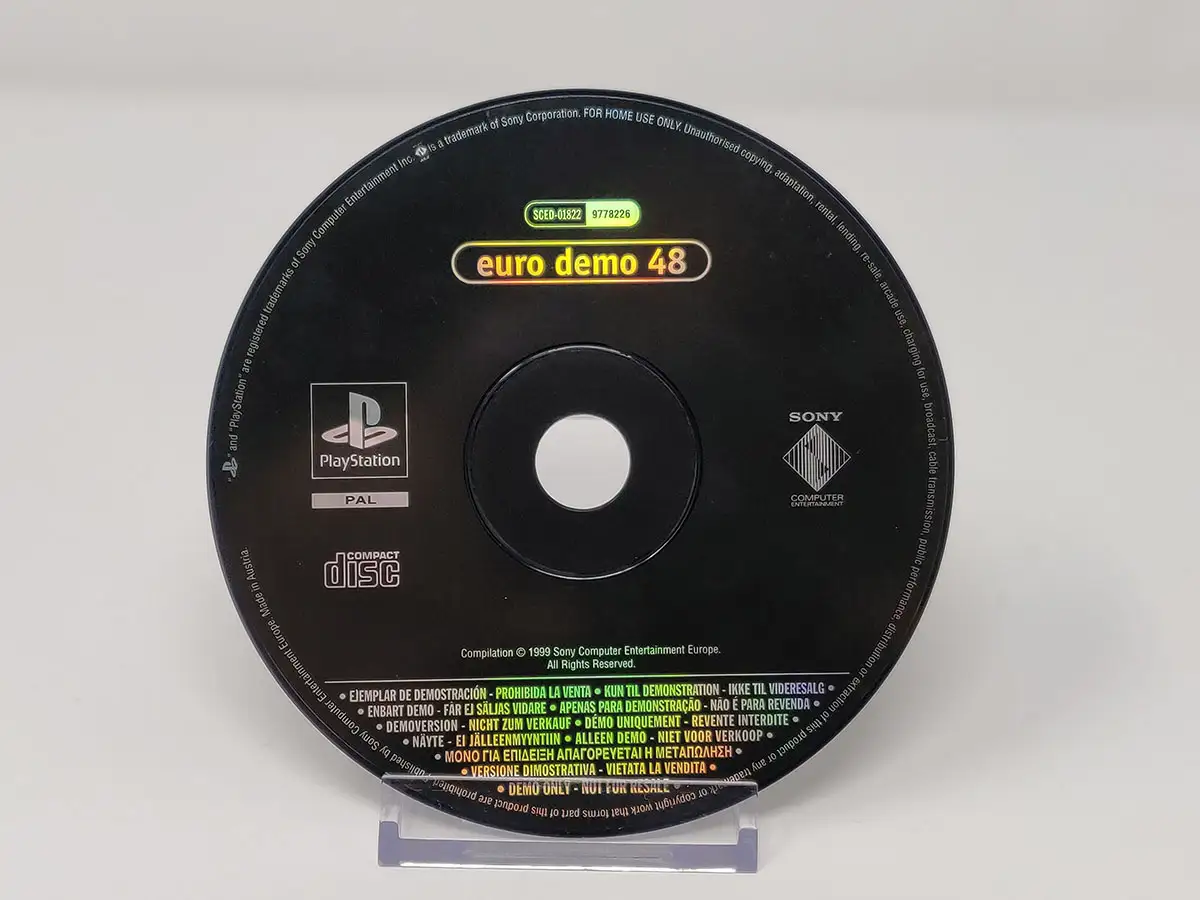 SCED-01822 9778226
euro demo 48
PlayStation
PAL
COMPACT
disc
SONY
COMPUTER
ENTERTAINMENT
Compilation © 1999 Sony Computer Entertainment Europe.
All Rights Reserved.
• EJEMPLAR DE DEMOSTRACIÓN - PROHIBIDA LA VENTA • KUN TIL DEMONSTRATION - IKKE TIL VIDERESALG •
ENBART DEMO - FÅR EJ SÄLJAS VIDARE • APENAS PARA DEMONSTRAÇÃO - NÃO É PARA REVENDA •
• DEMOVERSION - NICHT ZUM VERKAUF • DÉMO UNIQUEMENT - REVENTE INTERDITE •
• NÄYTE - EI JÄLLEENMYYNTIIN • ALLEEN DEMO - NIET VOOR VERKOOP •
• ΜΟΝΟ ΓΙΑ ΕΠΙΔΕΙΞΗ ΑΠΑΓΟΡΕΥΕΤΑΙ Η ΜΕΤΑΠΩΛΗΣΗ •
• VERSIONE DIMOSTRATIVA - VIETATA LA VENDITA •
• DEMO ONLY - NOT FOR RESALE •
" " and "PlayStation" are registered trademarks of Sony Computer Entertainment Inc. is a trademark of Sony Corporation. FOR HOME USE ONLY. Unauthorised copying, adaptation, rental, lending, re-sale, arcade use, charging for use, broadcast, cable transmission, public performance, distribution or extraction of this product or any trademark or copyright work that forms part of this product are prohibited. Published by Sony Computer Entertainment Europe. Made in Austria.